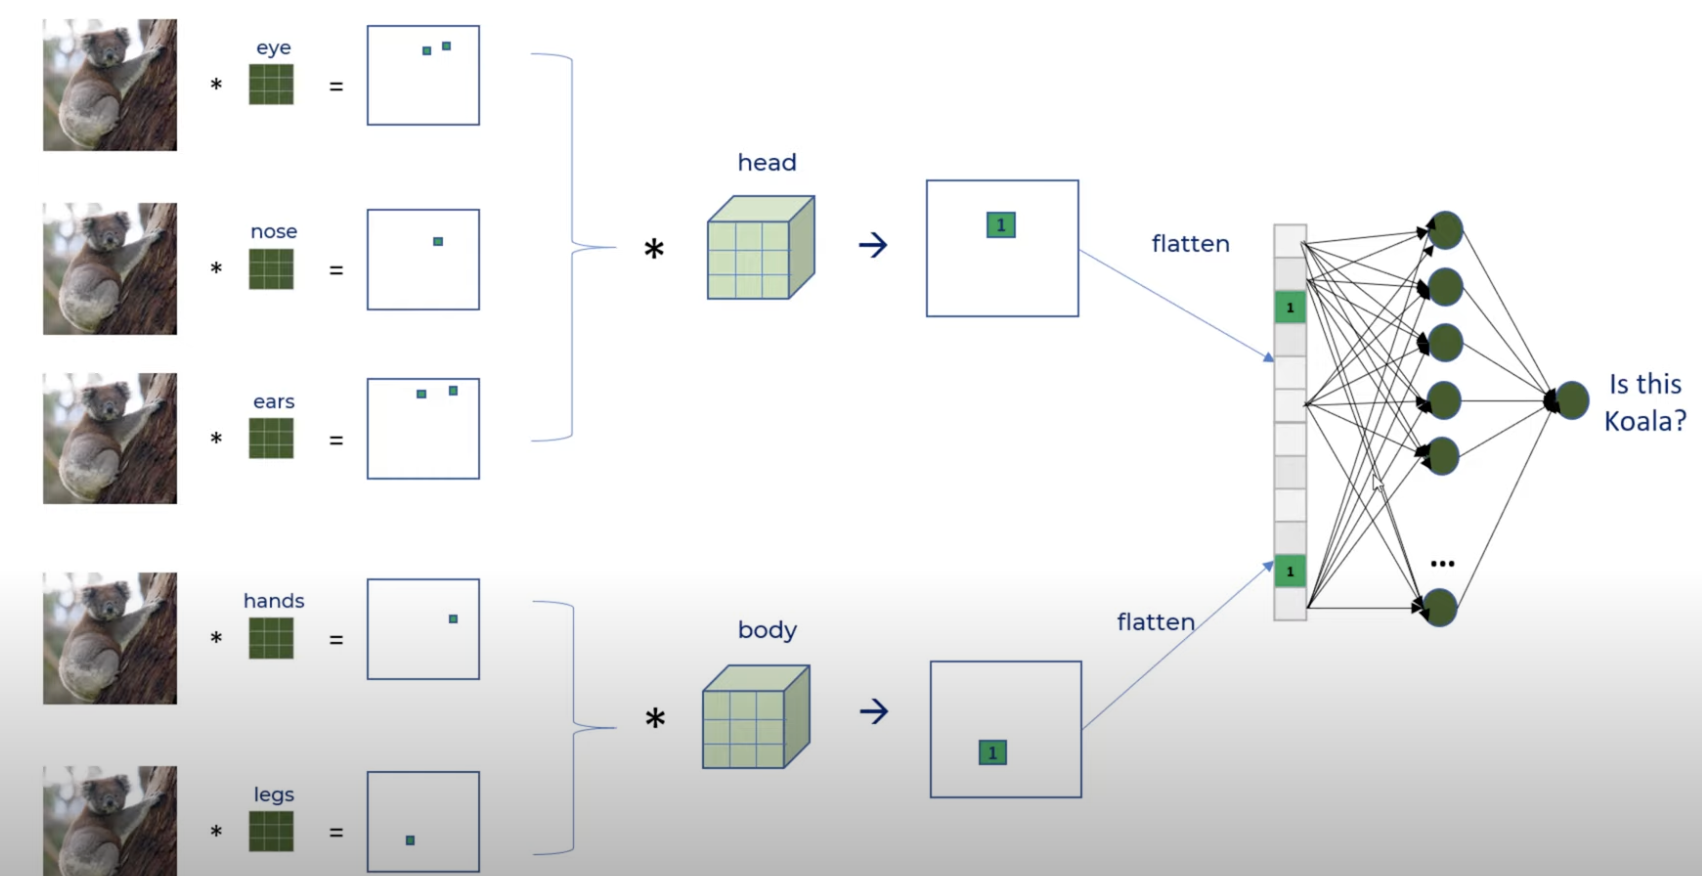 eye
*
=
nose
*
=
ears
*
=
head
*
→
1
flatten
1
1
...
Is this
Koala?
hands
*
=
legs
*
=
body
*
→
1
flatten